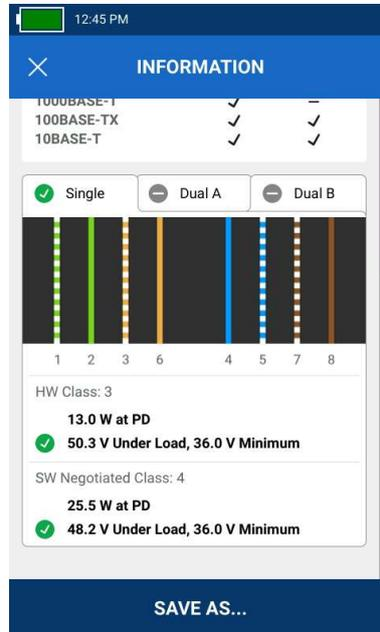 12:45 PM
INFORMATION
1000BASE-T
100BASE-TX
10BASE-T
Single Dual A Dual B
1 2 3 6 4 5 7 8
HW Class: 3
13.0 W at PD
50.3 V Under Load, 36.0 V Minimum
SW Negotiated Class: 4
25.5 W at PD
48.2 V Under Load, 36.0 V Minimum
SAVE AS...